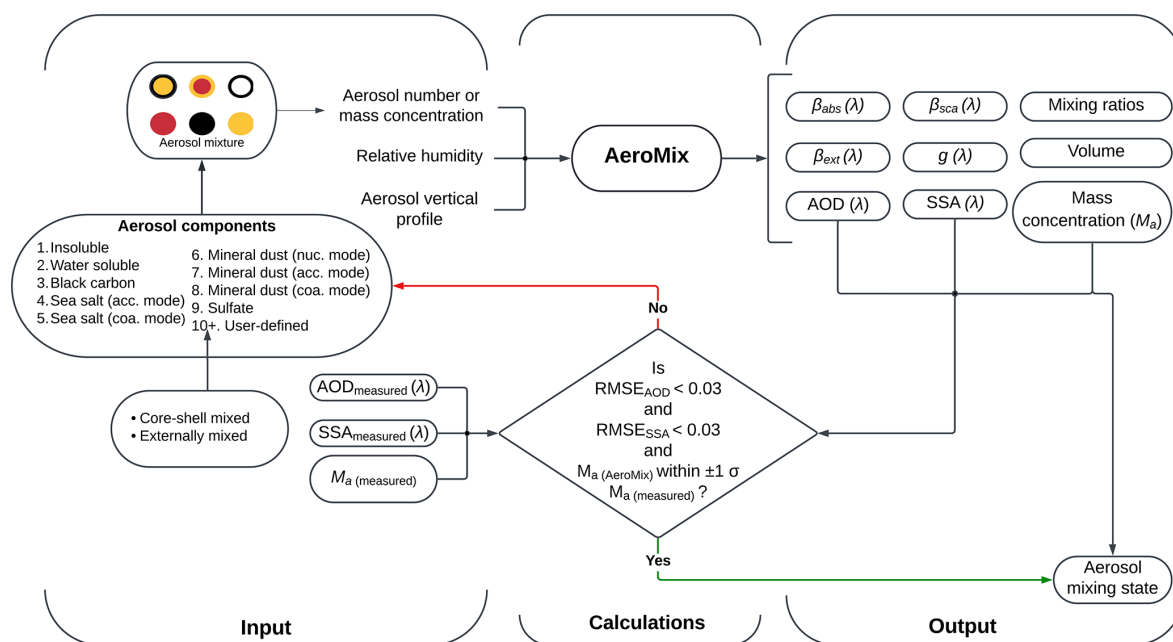 Aerosol mixture
Aerosol number or
mass concentration
Relative humidity
Aerosol vertical
profile
AeroMix
βabs (λ)
βsca (λ)
Mixing ratios
βext (λ)
g (λ)
Volume
AOD (λ)
SSA (λ)
Mass
concentration (Ma)
Aerosol components
1. Insoluble
2. Water soluble
3. Black carbon
4. Sea salt (acc. mode)
5. Sea salt (coa. mode)
6. Mineral dust (nuc. mode)
7. Mineral dust (acc. mode)
8. Mineral dust (coa. mode)
9. Sulfate
10+. User-defined
• Core-shell mixed
• Externally mixed
AODmeasured (λ)
SSAmeasured (λ)
Ma (measured)
No
Is
RMSEAOD < 0.03
and
RMSESSA < 0.03
and
Ma (AeroMix) within ±1 σ
Ma (measured) ?
Yes
Aerosol
mixing state
Input
Calculations
Output